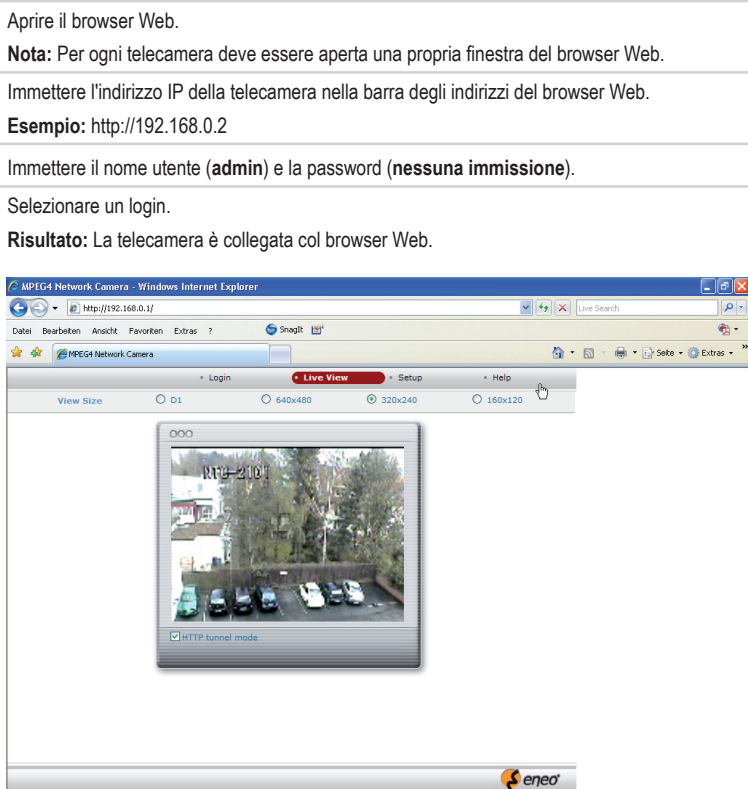 Aprire il browser Web.
Nota: Per ogni telecamera deve essere aperta una propria finestra del browser Web.
Immettere l'indirizzo IP della telecamera nella barra degli indirizzi del browser Web.
Esempio: http://192.168.0.2
Immettere il nome utente (admin) e la password (nessuna immissione).
Selezionare un login.
Risultato: La telecamera è collegata col browser Web.
MPEG4 Network Camera - Windows Internet Explorer
http://192.168.0.1/
Live Search
Datei Bearbeiten Ansicht Favoriten Extras ?
SnagIt
MPEG4 Network Camera
Seite Extras
Login Live View Setup Help
View Size D1 640x480 320x240 160x120
NTC-2101
HTTP tunnel mode
eneo